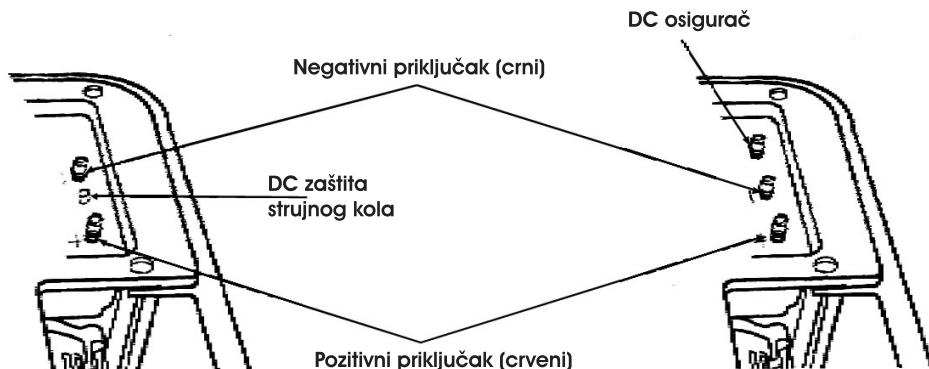 DC osigurač
Negativni priključak (crni)
DC zaštita
strujnog kola
Pozitivni priključak (crveni)